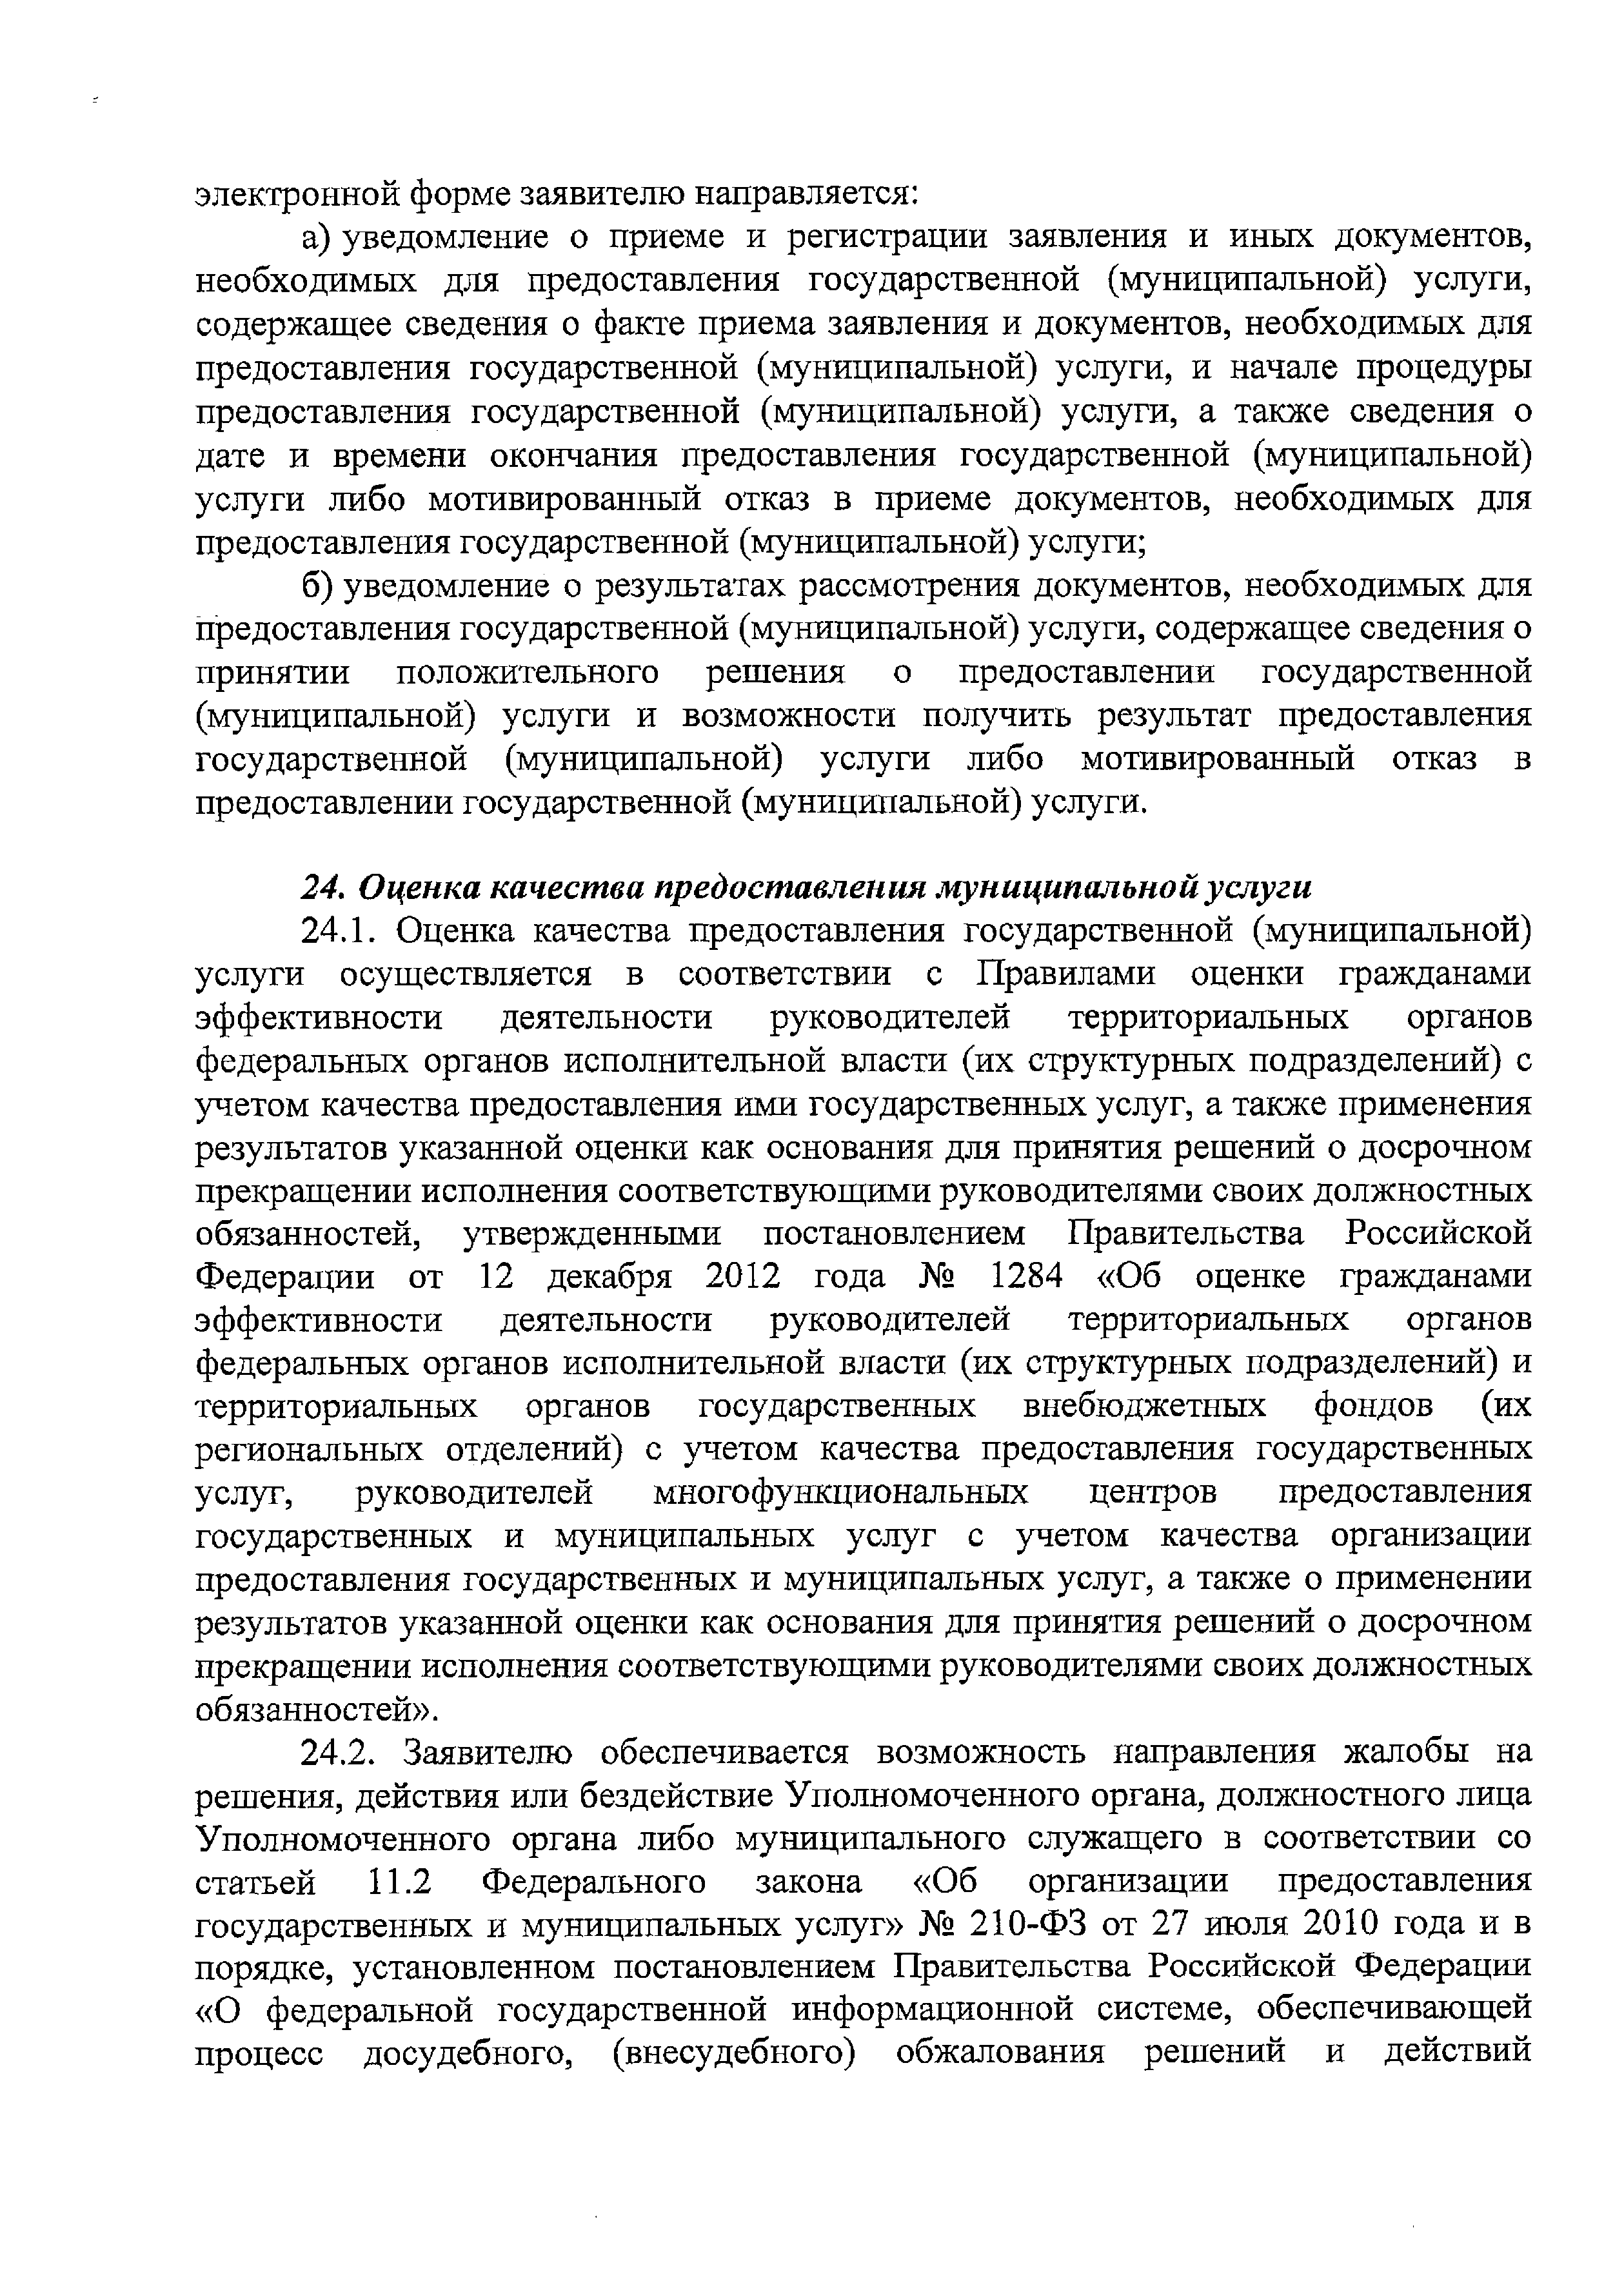 электронной форме заявителю направляется:
а) уведомление о приеме и регистрации заявления и иных документов,
необходимых для предоставления государственной (муниципальной) услуги,
содержащее сведения о факте приема заявления и документов, необходимых для
предоставления государственной (муниципальной) услуги, и начале процедуры
предоставления государственной (муниципальной) услуги, а также сведения о
дате и времени окончания предоставления государственной (муниципальной)
услуги либо мотивированный отказ в приеме документов, необходимых для
предоставления государственной (муниципальной) услуги;
б) уведомление о результатах рассмотрения документов, необходимых для
предоставления государственной (муниципальной) услуги, содержащее сведения о
принятии положительного решения о предоставлении государственной
(муниципальной) услуги и возможности получить результат предоставления
государственной (муниципальной) услуги либо мотивированный отказ в
предоставлении государственной (муниципальной) услуги.
24. Оценка качества предоставления муниципальной услуги
24.1. Оценка качества предоставления государственной (муниципальной)
услуги осуществляется в соответствии с Правилами оценки гражданами
эффективности деятельности руководителей территориальных органов
федеральных органов исполнительной власти (их структурных подразделений) с
учетом качества предоставления ими государственных услуг, а также применения
результатов указанной оценки как основания для принятия решений о досрочном
прекращении исполнения соответствующими руководителями своих должностных
обязанностей, утвержденными постановлением Правительства Российской
Федерации от 12 декабря 2012 года № 1284 «Об оценке гражданами
эффективности деятельности руководителей территориальных органов
федеральных органов исполнительной власти (их структурных подразделений) и
территориальных органов государственных внебюджетных фондов (их
региональных отделений) с учетом качества предоставления государственных
услуг, руководителей многофункциональных центров предоставления
государственных и муниципальных услуг с учетом качества организации
предоставления государственных и муниципальных услуг, а также о применении
результатов указанной оценки как основания для принятия решений о досрочном
прекращении исполнения соответствующими руководителями своих должностных
обязанностей».
24.2. Заявителю обеспечивается возможность направления жалобы на
решения, действия или бездействие Уполномоченного органа, должностного лица
Уполномоченного органа либо муниципального служащего в соответствии со
статьей 11.2 Федерального закона «Об организации предоставления
государственных и муниципальных услуг» № 210-ФЗ от 27 июля 2010 года и в
порядке, установленном постановлением Правительства Российской Федерации
«О федеральной государственной информационной системе, обеспечивающей
процесс досудебного, (внесудебного) обжалования решений и действий